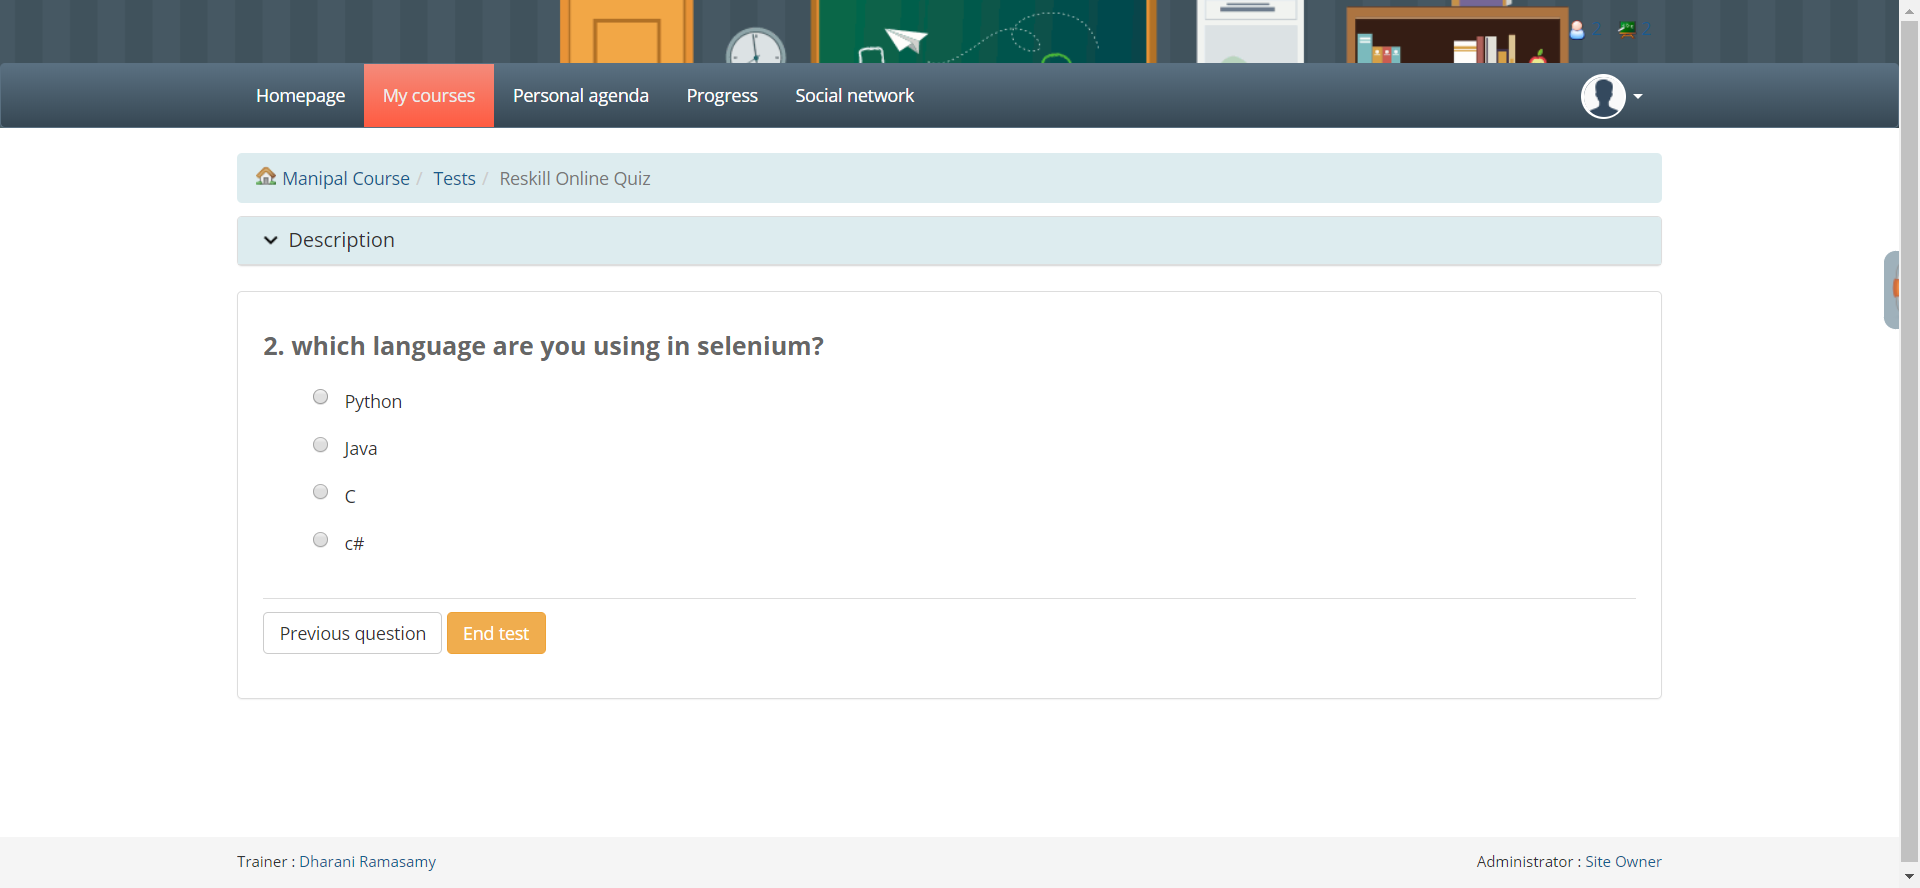 2 2
Homepage My courses Personal agenda Progress Social network
Manipal Course / Tests / Reskill Online Quiz
Description
2. which language are you using in selenium?
Python
Java
C
c#
Previous question End test
Trainer : Dharani Ramasamy Administrator : Site Owner